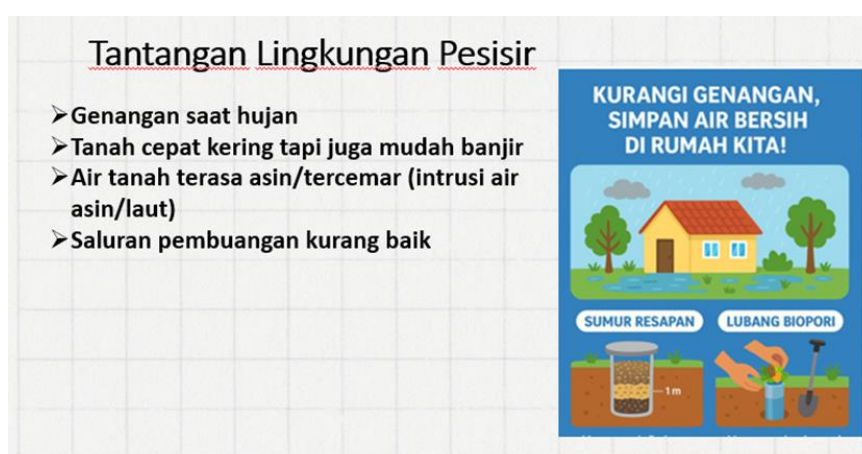 Tantangan Lingkungan Pesisir
➢Genangan saat hujan
➢Tanah cepat kering tapi juga mudah banjir
➢Air tanah terasa asin/tercemar (intrusi air
asin/laut)
➢Saluran pembuangan kurang baik
KURANGI GENANGAN,
SIMPAN AIR BERSIH
DI RUMAH KITA!
SUMUR RESAPAN
LUBANG BIOPORI
1 m